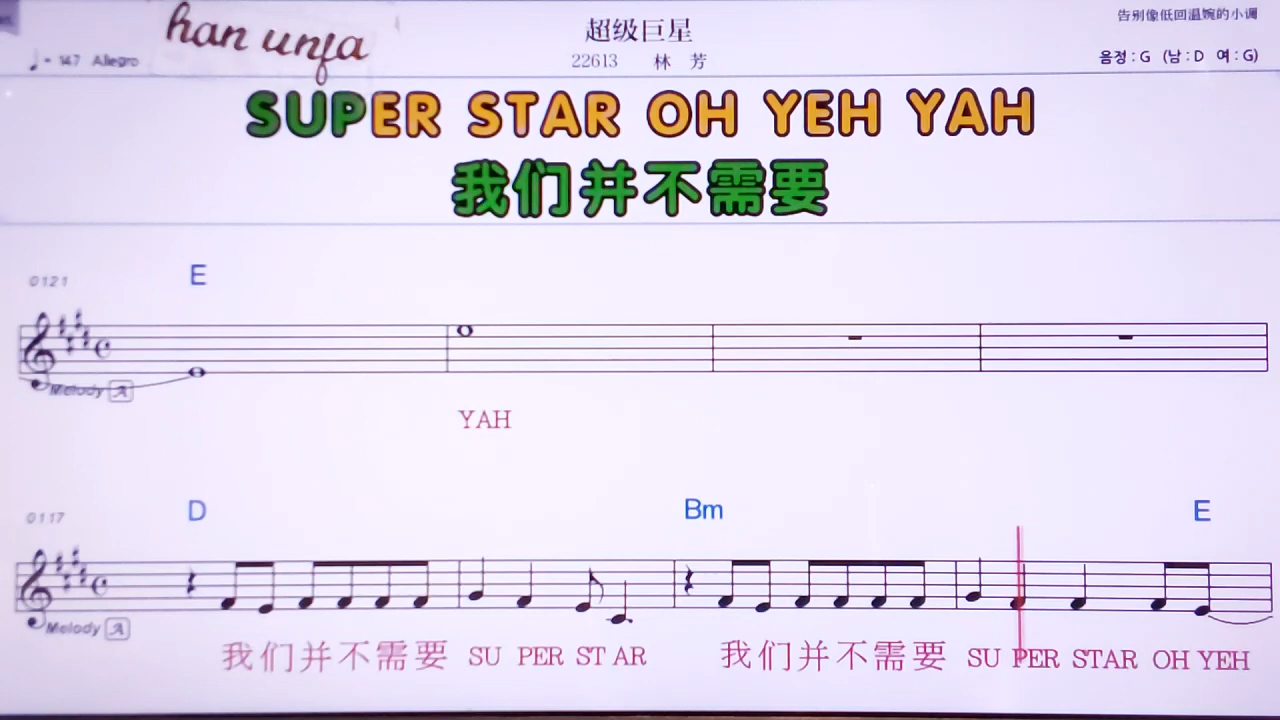 han unfa
超级巨星
告别像低回温婉的小调
♩= 147 Allegro
22613 林 芳
음정 : G (남 : D 여 : G)
SUPER STAR OH YEH YAH
我们并不需要
0121 E
Melody A
YAH
0117 D Bm E
Melody A
我们并不需要 SU PER ST AR 我们并不需要 SU PER STAR OH YEH